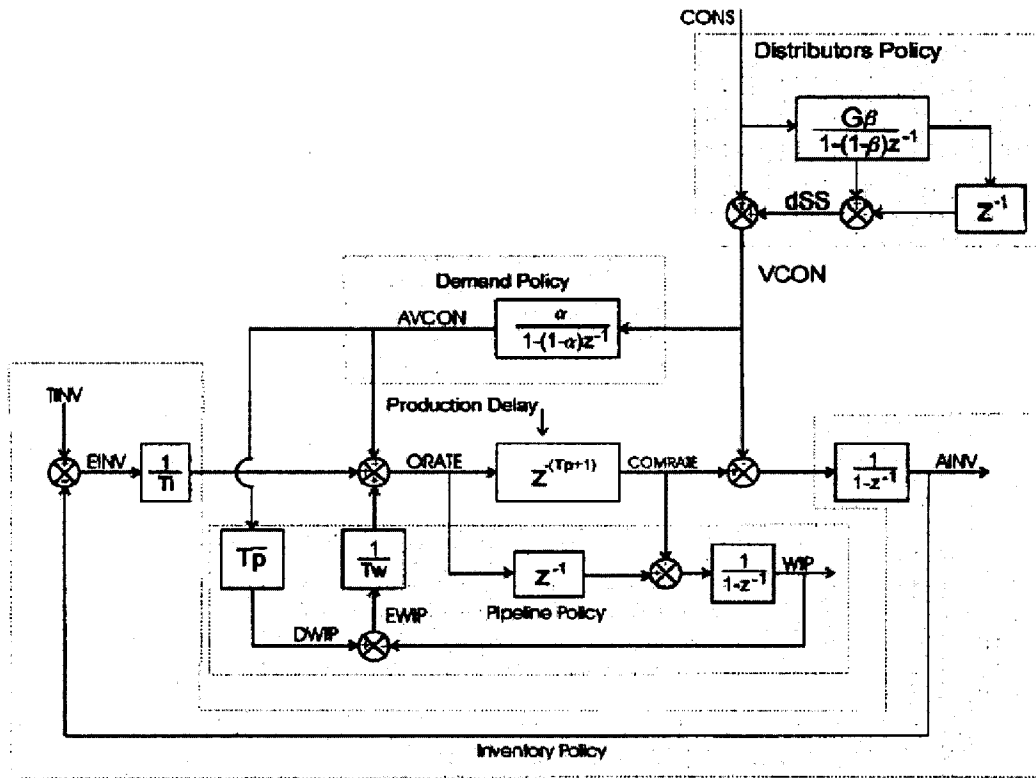 CONS
Distributors Policy
Gβ
1-(1-β)z⁻¹
dSS
z⁻¹
VCON
Demand Policy
AVCON
α
1-(1-α)z⁻¹
Production Delay
TINV
EINV
1
Ti
ORATE
z⁻⁽ᵀᵖ⁺¹⁾
COMRATE
1
1-z⁻¹
AINV
T̅p̅
1
Tw
z⁻¹
1
1-z⁻¹
WIP
Pipeline Policy
EWIP
DWIP
Inventory Policy